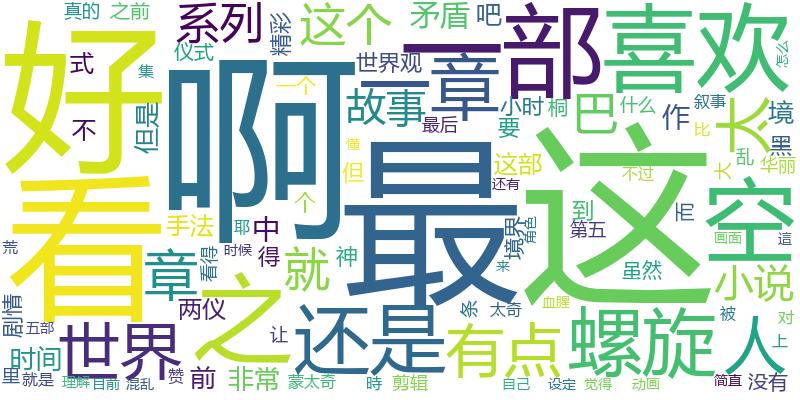 真的 之前 系列 精彩 这个 矛盾 吧 一部 喜欢
好 式 集 仪式 啊 世界观 一章 小时 桐 巴 什么 叙事 太 境
不 但是 一个 故事 最后 要 作 比 黑
看 懂 但 最 这部 这 不过 大 乱 华丽
手法 耶 中 个 还有 境界 角色 到 第五 而 空 画面 這
荒 章 时候 看得 得 就 神 来 虽然 小说
剧情 之 两仪 还是 条 太奇 血腥 被 对
五部 世界 让 有点 螺旋 人 上
里 时间 就是 理解 目前 混乱 赞 前 非常 蒙太奇 時 剪辑 自己 设定 觉得 动画 简直 没有 怎么